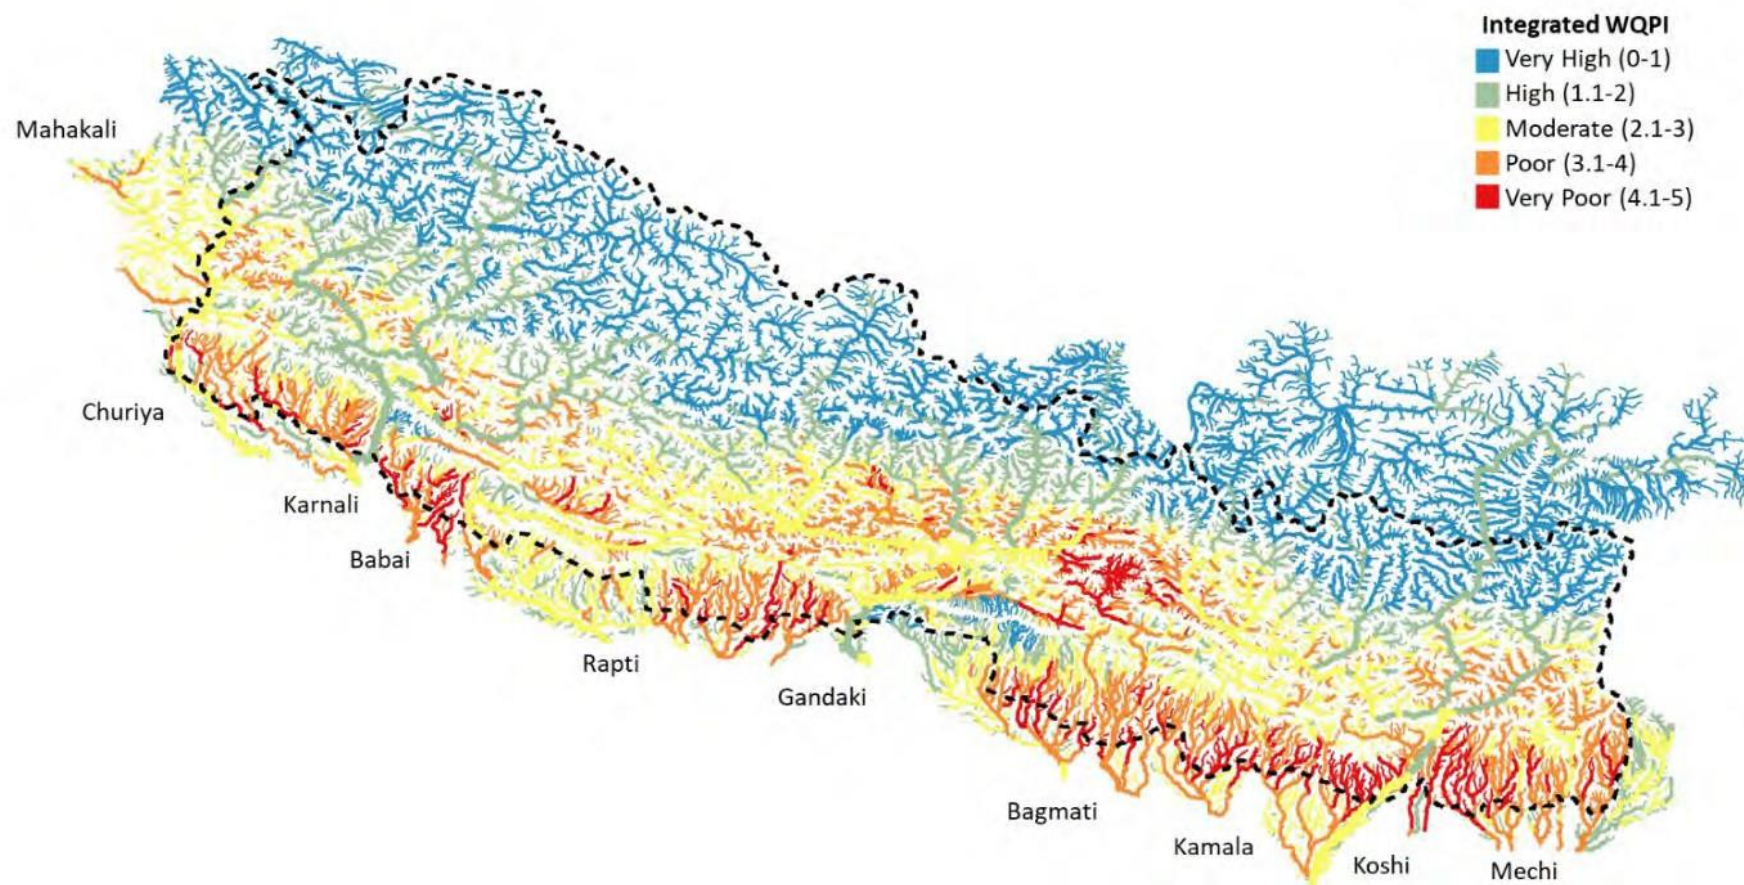 Integrated WQPI
Very High (0-1)
High (1.1-2)
Moderate (2.1-3)
Poor (3.1-4)
Very Poor (4.1-5)
Mahakali
Churiya
Karnali
Babai
Rapti
Gandaki
Bagmati
Kamala
Koshi
Mechi